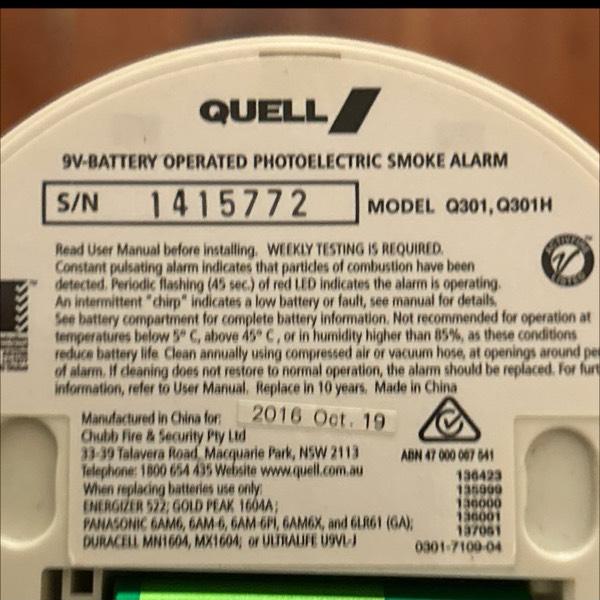 QUELL
9V-BATTERY OPERATED PHOTOELECTRIC SMOKE ALARM
S/N 1415772 MODEL Q301, Q301H
Read User Manual before installing. WEEKLY TESTING IS REQUIRED.
Constant pulsating alarm indicates that particles of combustion have been
detected. Periodic flashing (45 sec.) of red LED indicates the alarm is operating.
An intermittent "chirp" indicates a low battery or fault, see manual for details.
See battery compartment for complete battery information. Not recommended for operation at
temperatures below 5° C, above 45° C, or in humidity higher than 85%, as these conditions
reduce battery life. Clean annually using compressed air or vacuum hose, at openings around
of alarm. If cleaning does not restore to normal operation, the alarm should be replaced. For
information, refer to User Manual. Replace in 10 years. Made in China
Manufactured in China for: 2016 Oct. 19
Chubb Fire & Security Pty Ltd
33-39 Talavera Road, Macquarie Park, NSW 2113
ABN 47 000 067 541
Telephone: 1800 654 435 Website www.quell.com.au
When replacing batteries use only:
ENERGIZER 522; GOLD PEAK 1604A;
PANASONIC 6AM6, 6AM-6, 6AM-6PI, 6AM6X, and 6LR61 (GA);
DURACELL MN1604, MX1604; or ULTRALIFE U9VL-J
136423
135999
136000
136001
137061
0301-7109-04